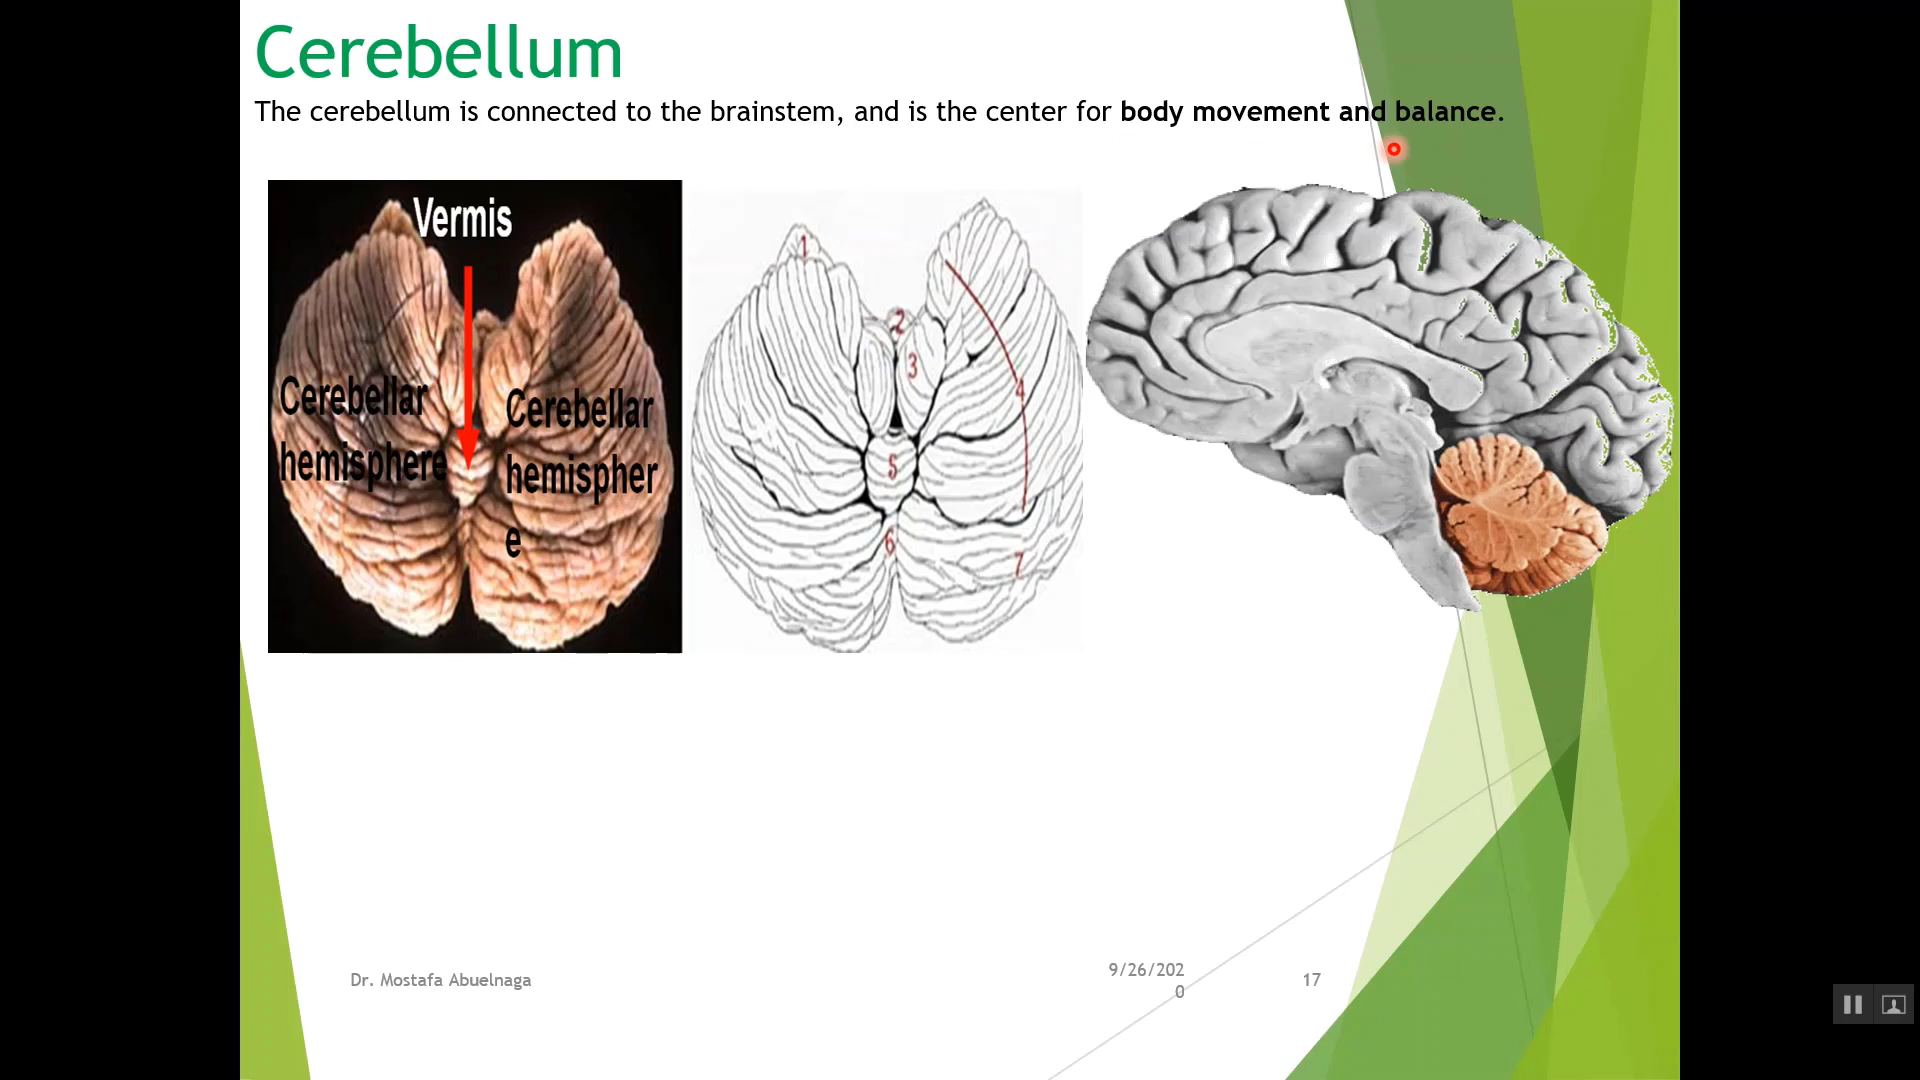 Cerebellum
The cerebellum is connected to the brainstem, and is the center for body movement and balance.
Vermis
Cerebellar
hemisphere
Cerebellar
hemispher
e
1
2
3
4
5
6
7
Dr. Mostafa Abuelnaga
9/26/202
0
17